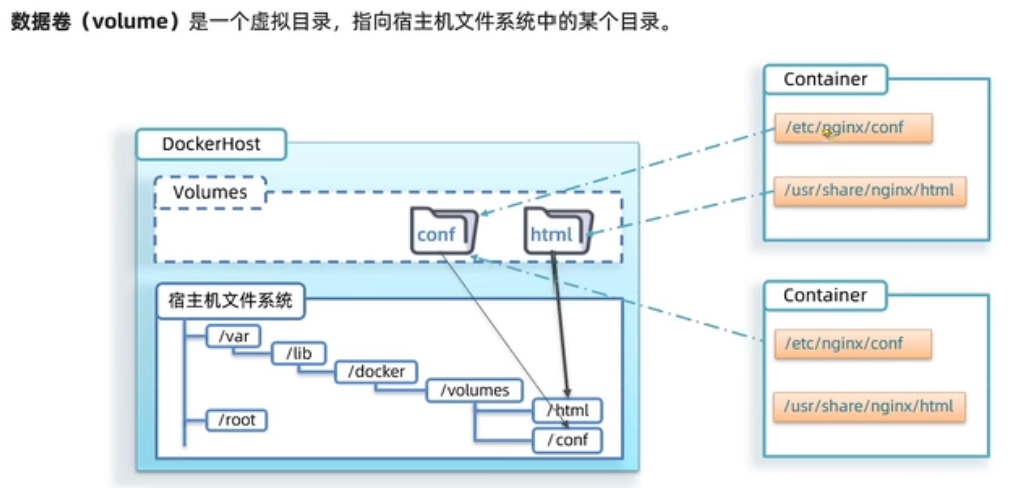 数据卷（volume）是一个虚拟目录，指向宿主机文件系统中的某个目录。
DockerHost
Volumes
conf
html
宿主机文件系统
/var
/lib
/docker
/volumes
/html
/root
/conf
Container
/etc/nginx/conf
/usr/share/nginx/html
Container
/etc/nginx/conf
/usr/share/nginx/html